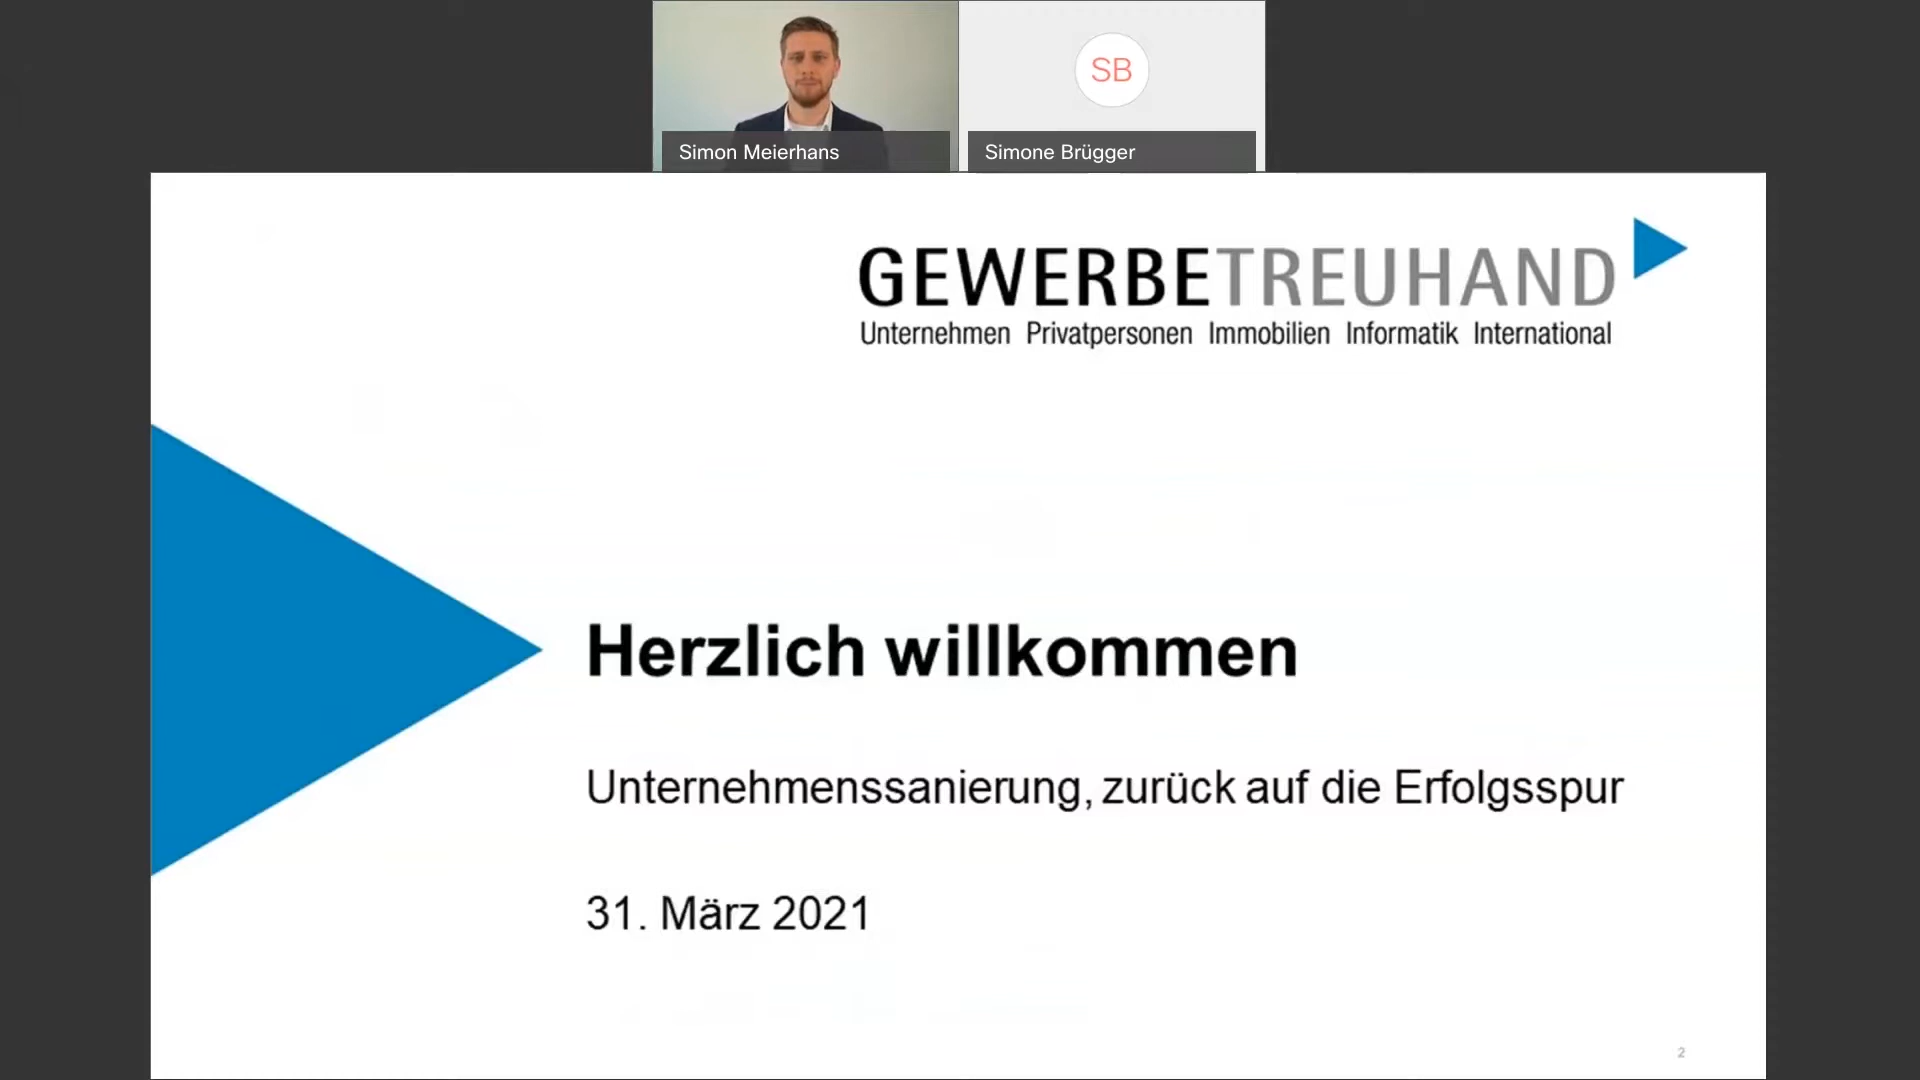 SB
Simon Meierhans
Simone Brügger
GEWERBETREUHAND
Unternehmen Privatpersonen Immobilien Informatik International
Herzlich willkommen
Unternehmenssanierung, zurück auf die Erfolgsspur
31. März 2021
2